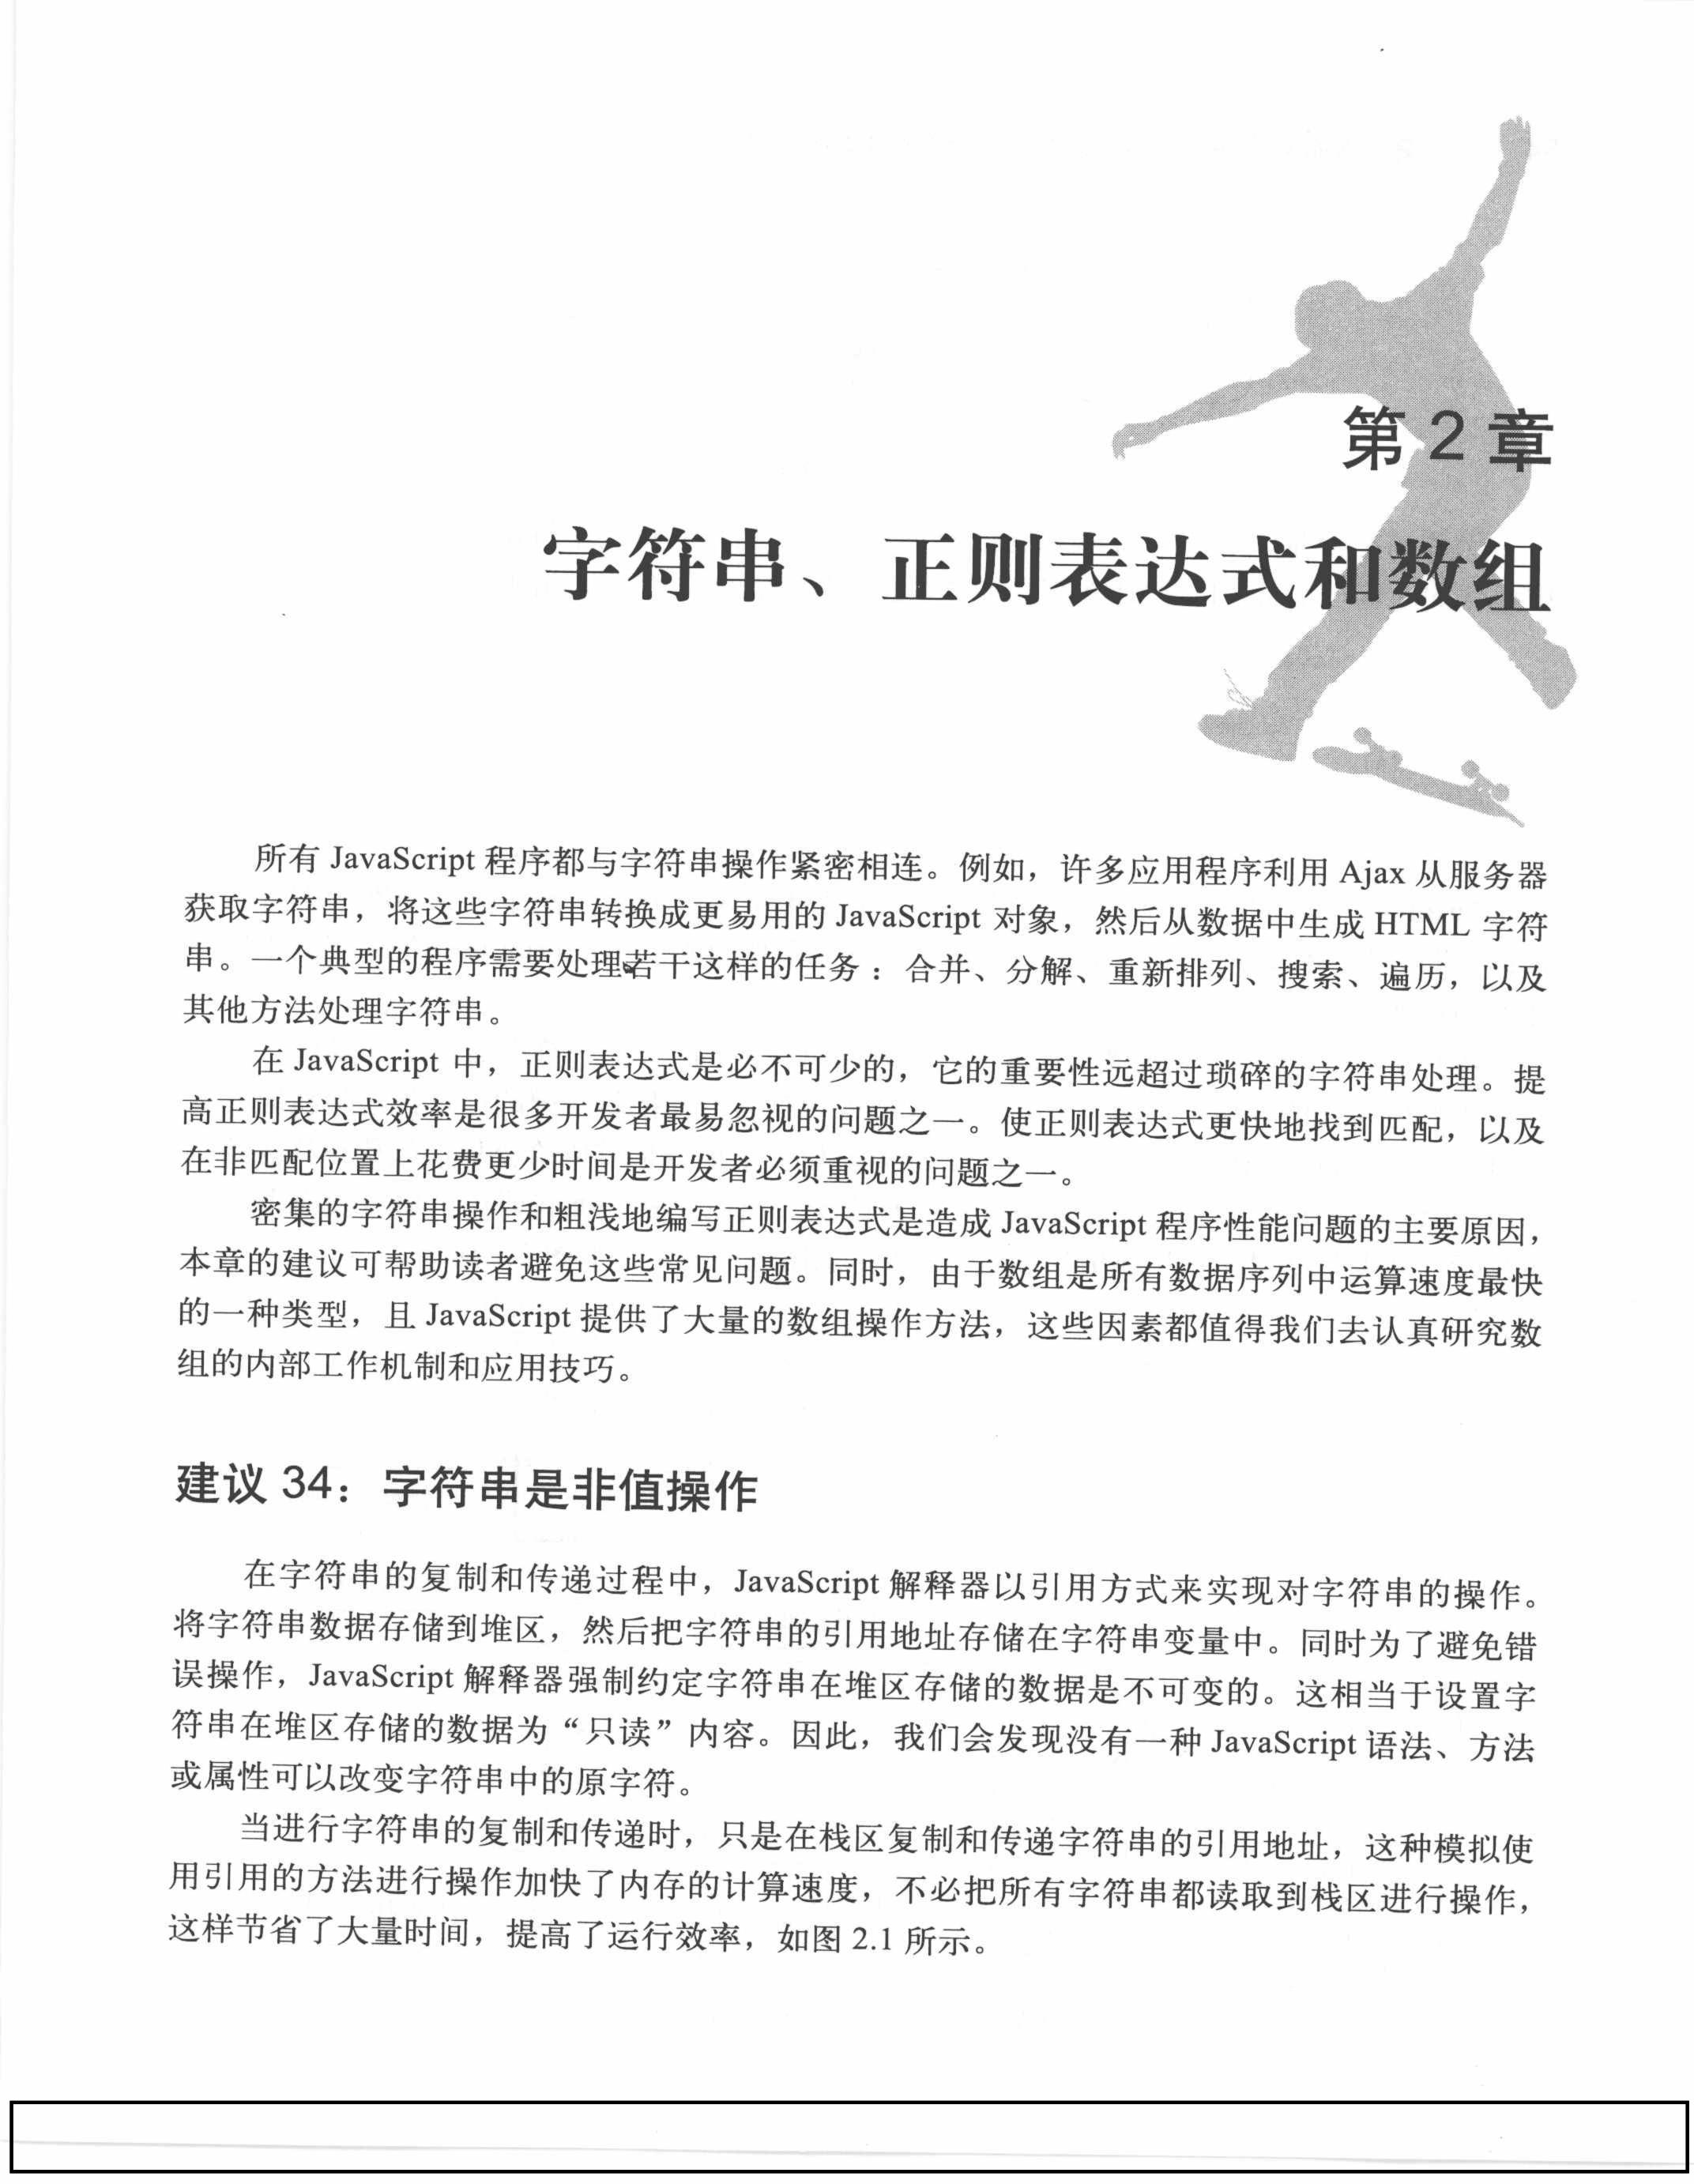 第 2 章
字符串、正则表达式和数组
所有 JavaScript 程序都与字符串操作紧密相连。例如，许多应用程序利用 Ajax 从服务器
获取字符串，将这些字符串转换成更易用的 JavaScript 对象，然后从数据中生成 HTML 字符
串。一个典型的程序需要处理若干这样的任务：合并、分解、重新排列、搜索、遍历，以及
其他方法处理字符串。
在 JavaScript 中，正则表达式是必不可少的，它的重要性远超过琐碎的字符串处理。提
高正则表达式效率是很多开发者最易忽视的问题之一。使正则表达式更快地找到匹配，以及
在非匹配位置上花费更少时间是开发者必须重视的问题之一。
密集的字符串操作和粗浅地编写正则表达式是造成 JavaScript 程序性能问题的主要原因，
本章的建议可帮助读者避免这些常见问题。同时，由于数组是所有数据序列中运算速度最快
的一种类型，且 JavaScript 提供了大量的数组操作方法，这些因素都值得我们去认真研究数
组的内部工作机制和应用技巧。
建议 34：字符串是非值操作
在字符串的复制和传递过程中，JavaScript 解释器以引用方式来实现对字符串的操作。
将字符串数据存储到堆区，然后把字符串的引用地址存储在字符串变量中。同时为了避免错
误操作，JavaScript 解释器强制约定字符串在堆区存储的数据是不可变的。这相当于设置字
符串在堆区存储的数据为“只读”内容。因此，我们会发现没有一种 JavaScript 语法、方法
或属性可以改变字符串中的原字符。
当进行字符串的复制和传递时，只是在栈区复制和传递字符串的引用地址，这种模拟使
用引用的方法进行操作加快了内存的计算速度，不必把所有字符串都读取到栈区进行操作，
这样节省了大量时间，提高了运行效率，如图 2.1 所示。